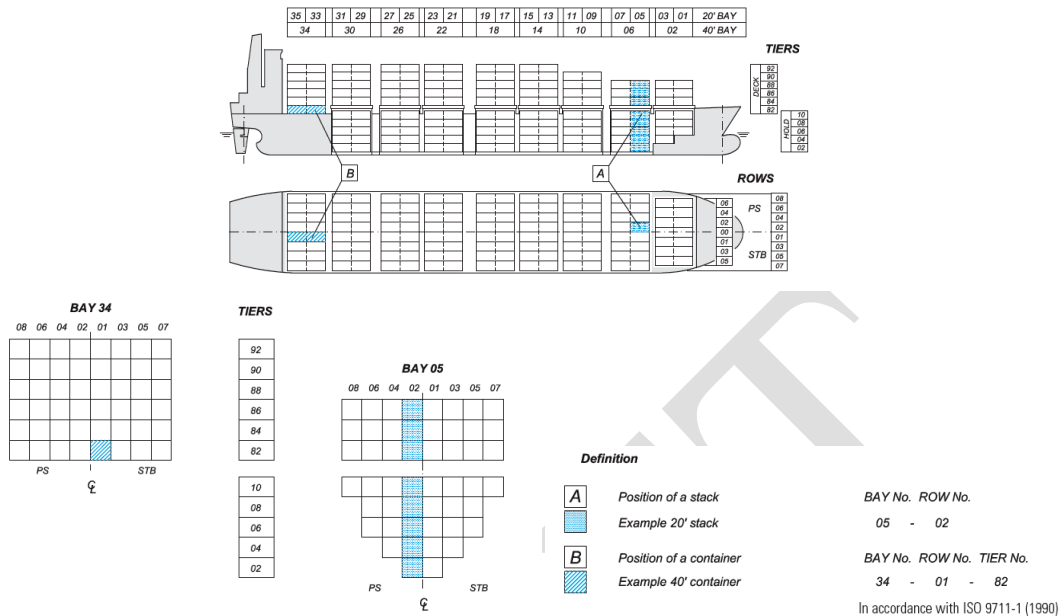 35 33 31 29 27 25 23 21 19 17 15 13 11 09 07 05 03 01 20' BAY
34 30 26 22 18 14 10 06 02 40' BAY
TIERS
DECK
92
90
88
86
84
82
HOLD
10
08
06
04
02
B
A
ROWS
06
04
02
00
01
03
05
PS
STB
08
06
04
02
01
03
05
07
BAY 34
08 06 04 02 01 03 05 07
PS STB
℄
TIERS
92
90
88
86
84
82
10
08
06
04
02
BAY 05
08 06 04 02 01 03 05 07
PS STB
℄
Definition
A Position of a stack BAY No. ROW No.
Example 20' stack 05 - 02
B Position of a container BAY No. ROW No. TIER No.
Example 40' container 34 - 01 - 82
In accordance with ISO 9711-1 (1990)